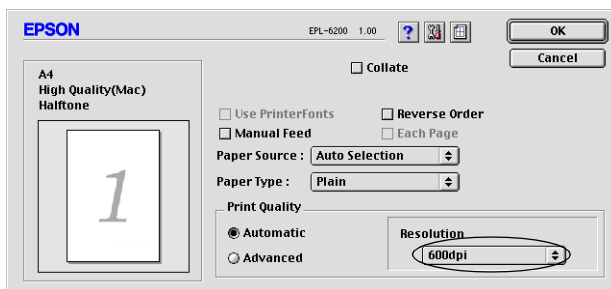 EPSON
EPL-6200 1.00
?
OK
Cancel
A4
High Quality(Mac)
Halftone
1
Collate
Use PrinterFonts
Reverse Order
Manual Feed
Each Page
Paper Source : Auto Selection
Paper Type : Plain
Print Quality
Automatic
Advanced
Resolution
600dpi